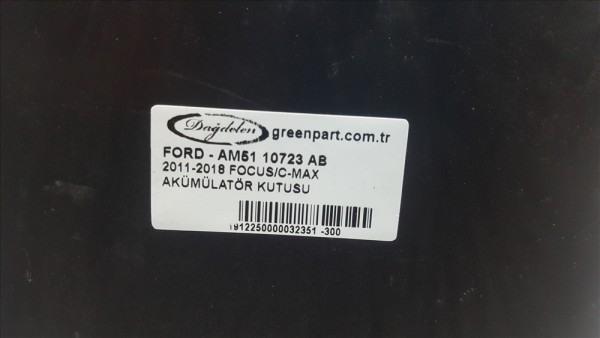 Dağdelen greenpart.com.tr
FORD - AM51 10723 AB
2011-2018 FOCUS/C-MAX
AKÜMÜLATÖR KUTUSU
1912250000032351 -300